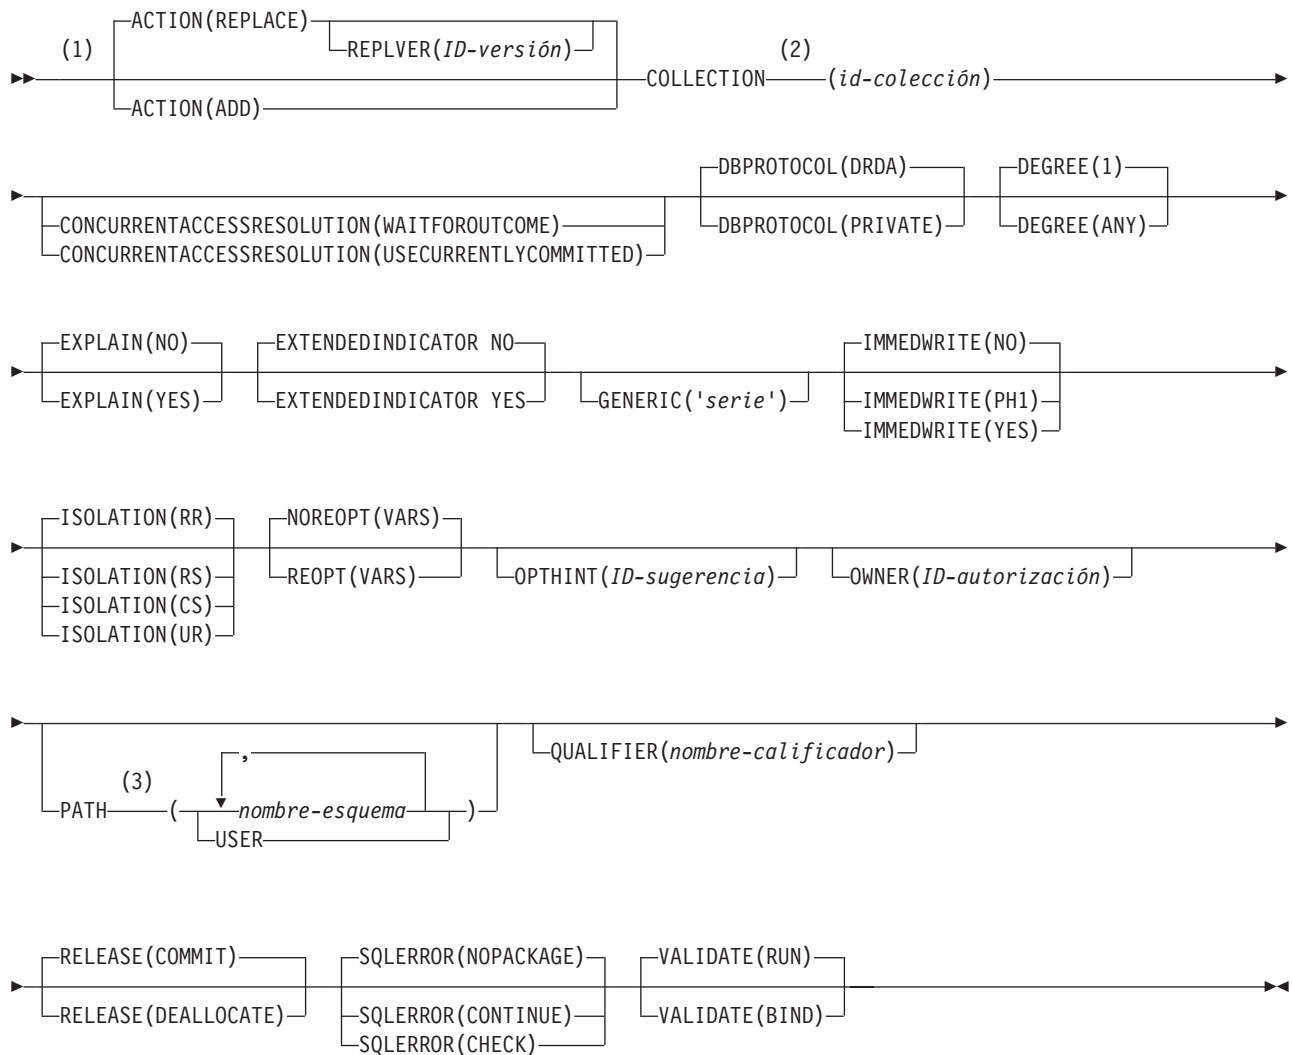 ACTION(REPLACE)
(1)
REPLVER(ID-versión)
(2)
COLLECTION (id-colección)
ACTION(ADD)
DBPROTOCOL(DRDA) DEGREE(1)
CONCURRENTACCESSRESOLUTION(WAITFOROUTCOME) DBPROTOCOL(PRIVATE) DEGREE(ANY)
CONCURRENTACCESSRESOLUTION(USECURRENTLYCOMMITTED)
EXPLAIN(NO) EXTENDEDINDICATOR NO IMMEDWRITE(NO)
EXPLAIN(YES) EXTENDEDINDICATOR YES GENERIC('serie') IMMEDWRITE(PH1)
IMMEDWRITE(YES)
ISOLATION(RR) NOREOPT(VARS)
ISOLATION(RS) REOPT(VARS) OPTHINT(ID-sugerencia) OWNER(ID-autorización)
ISOLATION(CS)
ISOLATION(UR)
QUALIFIER(nombre-calificador)
,
(3)
PATH ( nombre-esquema )
USER
RELEASE(COMMIT) SQLERROR(NOPACKAGE) VALIDATE(RUN)
RELEASE(DEALLOCATE) SQLERROR(CONTINUE) VALIDATE(BIND)
SQLERROR(CHECK)